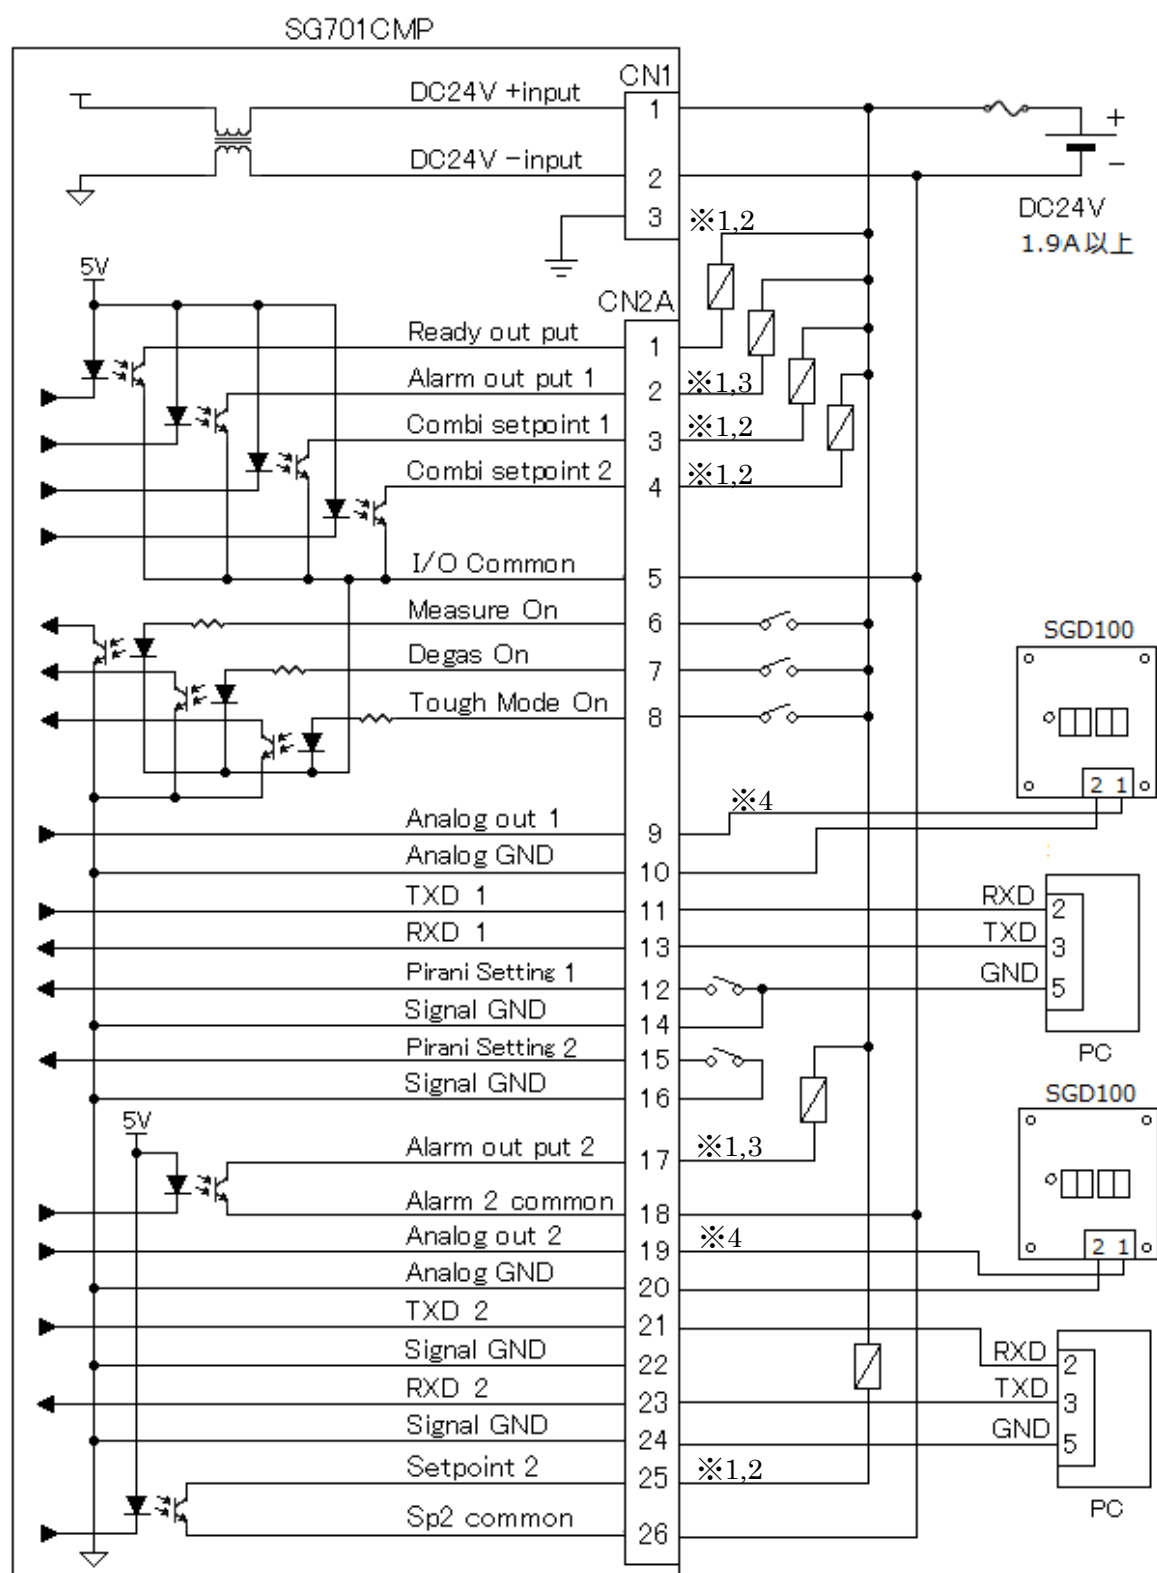 SG701CMP
CN1
DC24V +input 1
+
DC24V −input 2
−
3 ※1,2
DC24V
1.9A以上
5V
CN2A
Ready out put 1
Alarm out put 1 2 ※1,3
Combi setpoint 1 3 ※1,2
Combi setpoint 2 4 ※1,2
I/O Common 5
Measure On 6
SGD100
Degas On 7
Tough Mode On 8
2 1
※4
Analog out 1 9
Analog GND 10
TXD 1 11 RXD 2
RXD 1 13 TXD 3
Pirani Setting 1 12 GND 5
Signal GND 14
Pirani Setting 2 15
PC
Signal GND 16
SGD100
5V
Alarm out put 2 17 ※1,3
Alarm 2 common 18
Analog out 2 19 ※4 2 1
Analog GND 20
TXD 2 21
Signal GND 22 RXD 2
RXD 2 23 TXD 3
Signal GND 24 GND 5
Setpoint 2 25 ※1,2
PC
Sp2 common 26